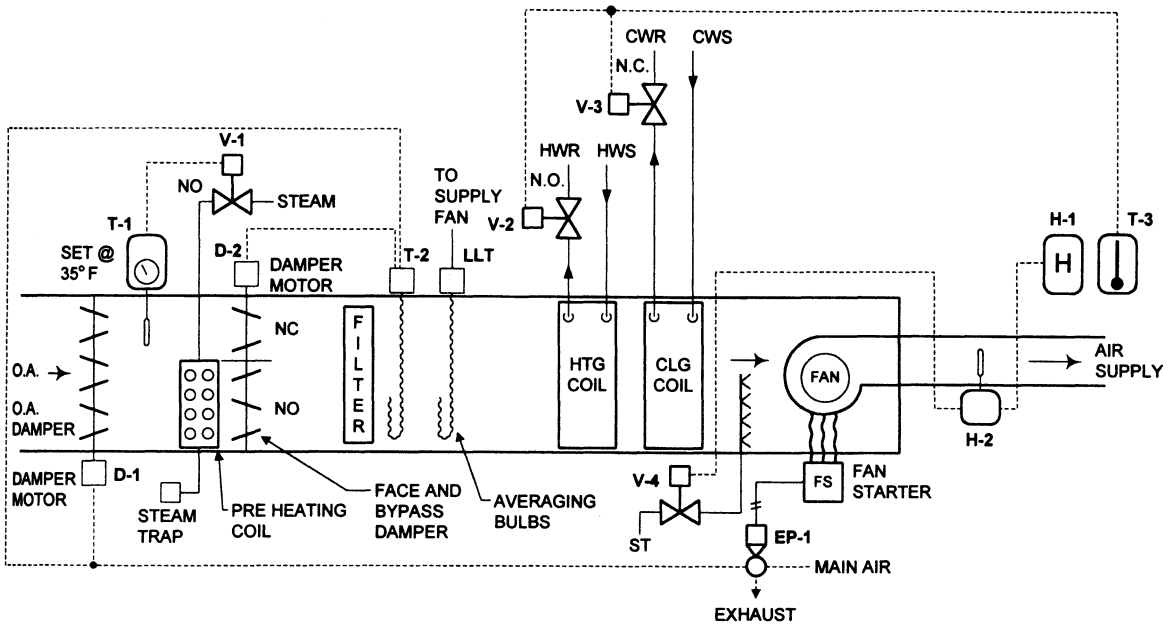 CWR
CWS
N.C.
V-3
V-1
HWR
HWS
NO
STEAM
TO
SUPPLY
FAN
N.O.
V-2
T-1
H-1
T-3
SET @
35° F
D-2
DAMPER
MOTOR
T-2
LLT
H
NC
FILTER
HTG
COIL
CLG
COIL
FAN
AIR
SUPPLY
O.A.
NO
O.A.
DAMPER
H-2
DAMPER
MOTOR
D-1
V-4
FS
FAN
STARTER
STEAM
TRAP
PRE HEATING
COIL
FACE AND
BYPASS
DAMPER
AVERAGING
BULBS
ST
EP-1
MAIN AIR
EXHAUST